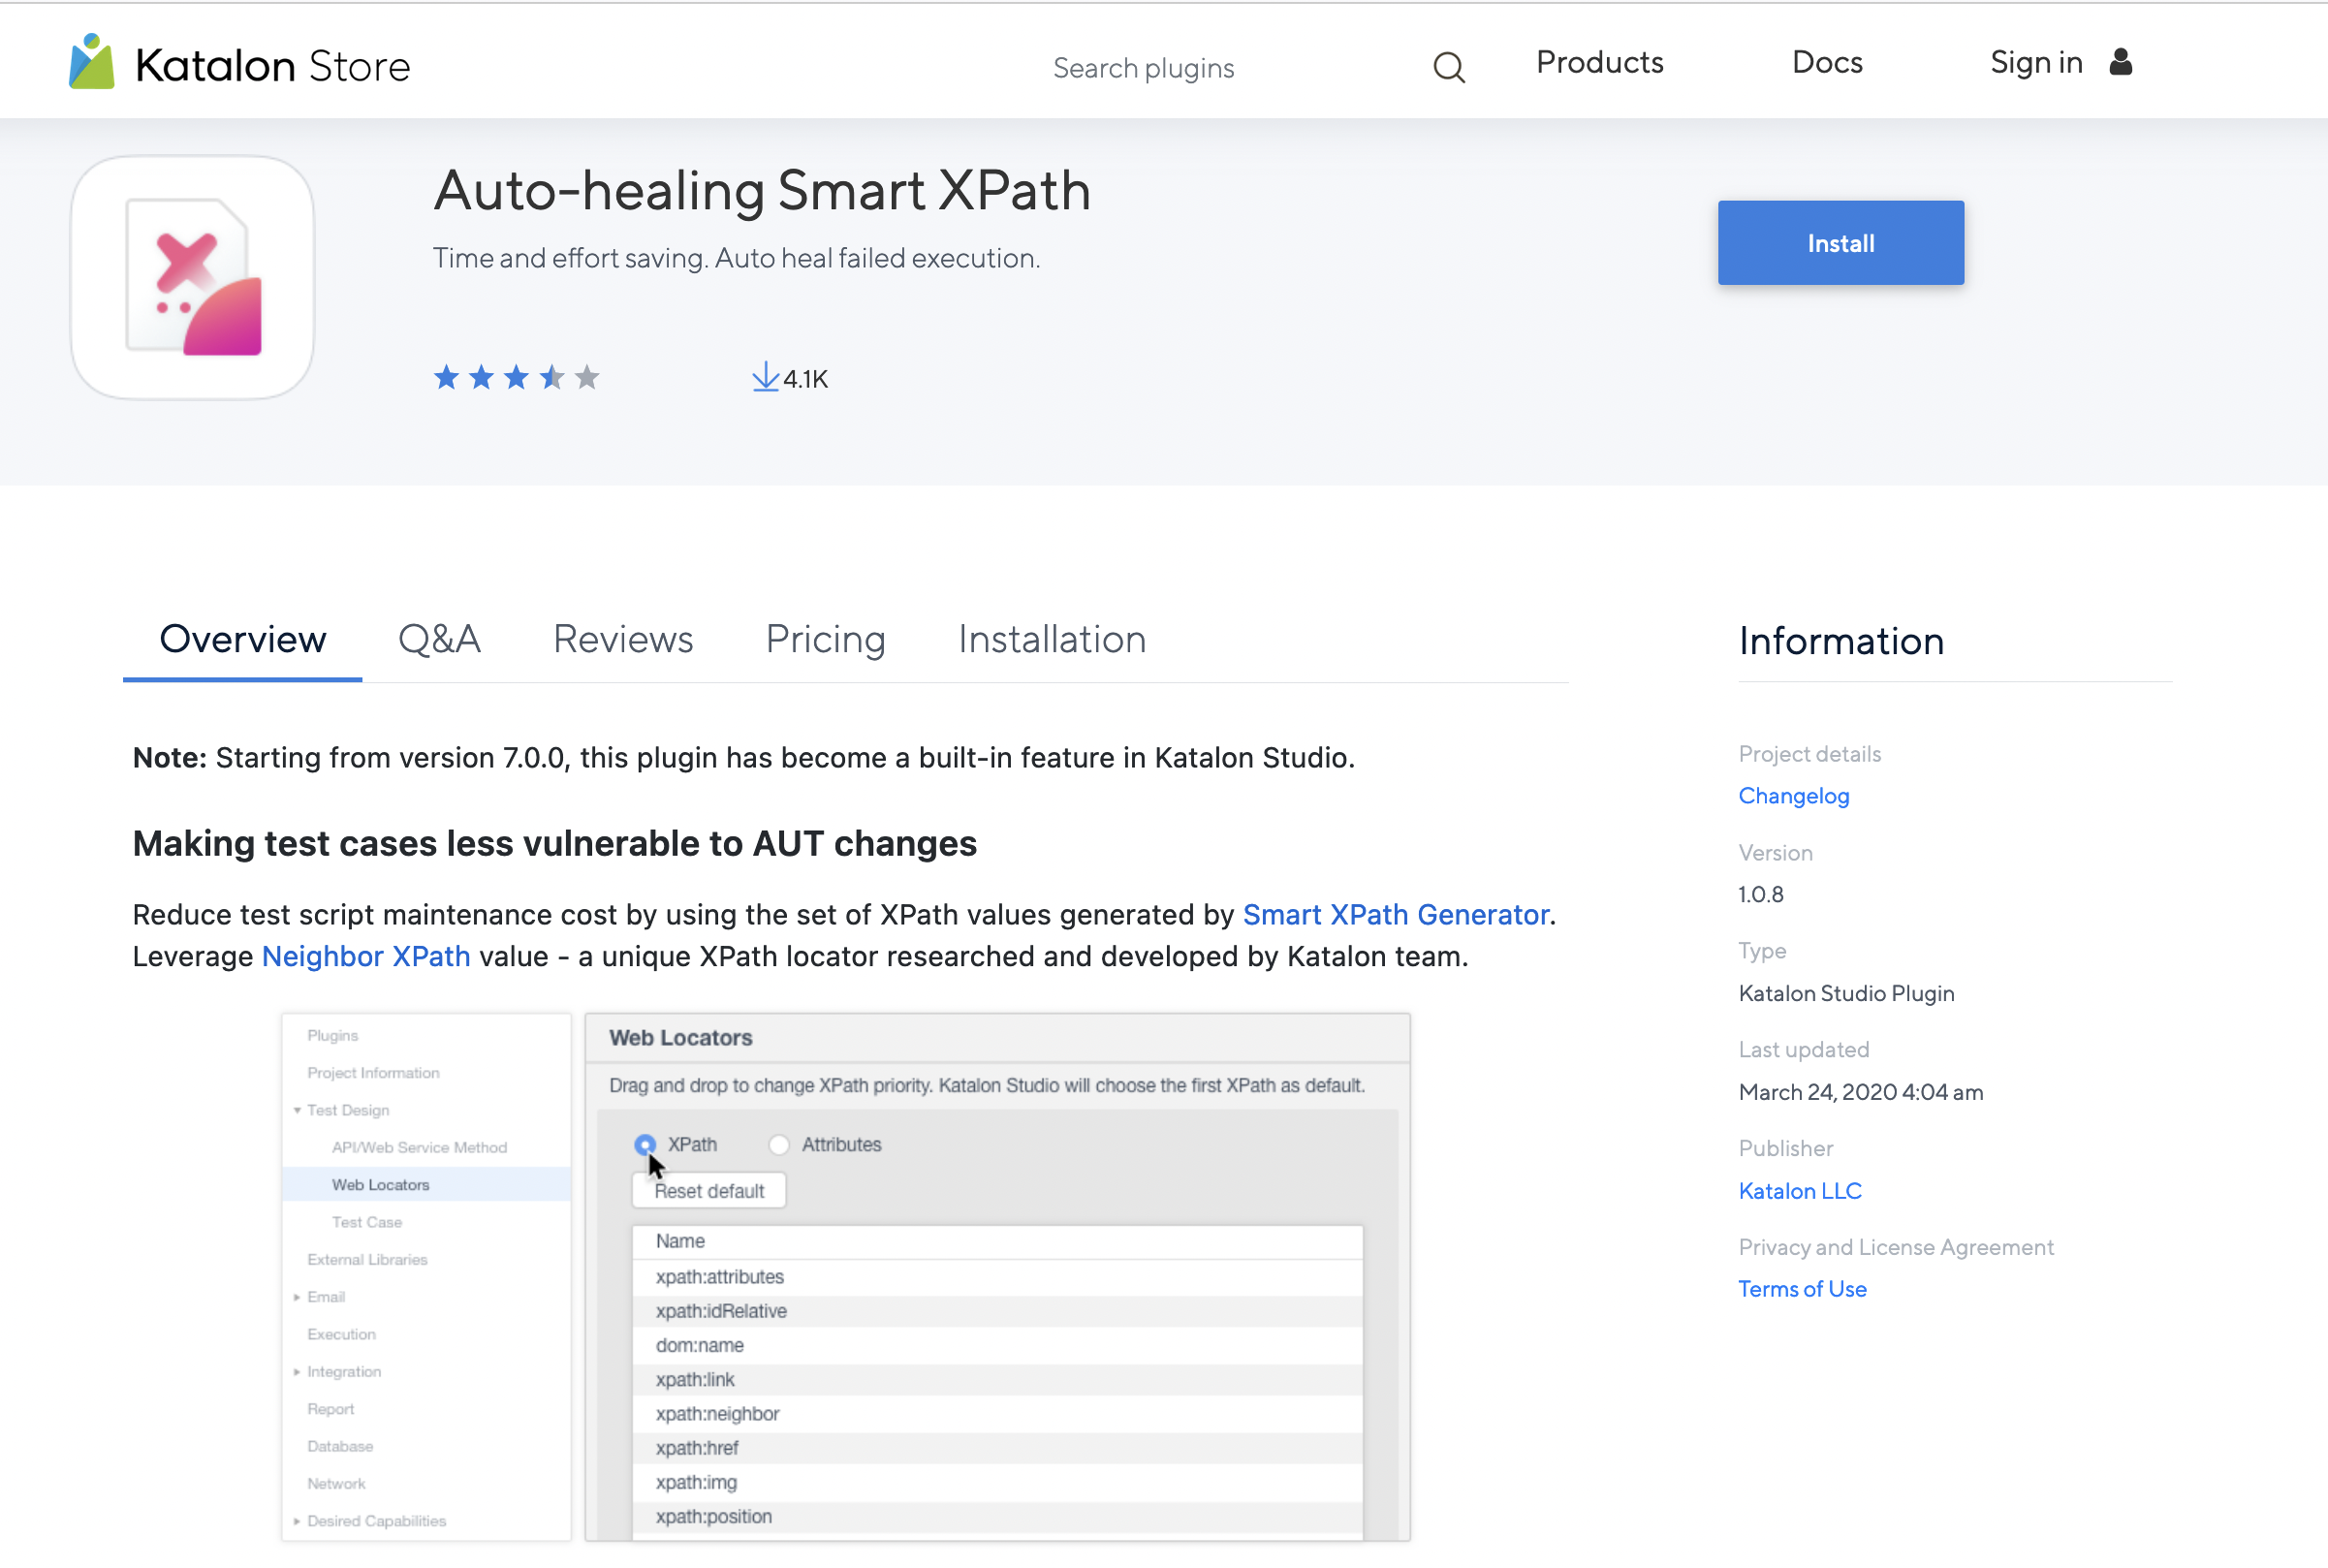 Katalon Store
Search plugins
Products
Docs
Sign in
Auto-healing Smart XPath
Time and effort saving. Auto heal failed execution.
4.1K
Install
Overview
Q&A
Reviews
Pricing
Installation
Note: Starting from version 7.0.0, this plugin has become a built-in feature in Katalon Studio.
Making test cases less vulnerable to AUT changes
Reduce test script maintenance cost by using the set of XPath values generated by Smart XPath Generator.
Leverage Neighbor XPath value - a unique XPath locator researched and developed by Katalon team.
Plugins
Project Information
Test Design
API/Web Service Method
Web Locators
Test Case
External Libraries
Email
Execution
Integration
Report
Database
Network
Desired Capabilities
Web Locators
Drag and drop to change XPath priority. Katalon Studio will choose the first XPath as default.
XPath
Attributes
Reset default
Name
xpath:attributes
xpath:idRelative
dom:name
xpath:link
xpath:neighbor
xpath:href
xpath:img
xpath:position
Information
Project details
Changelog
Version
1.0.8
Type
Katalon Studio Plugin
Last updated
March 24, 2020 4:04 am
Publisher
Katalon LLC
Privacy and License Agreement
Terms of Use